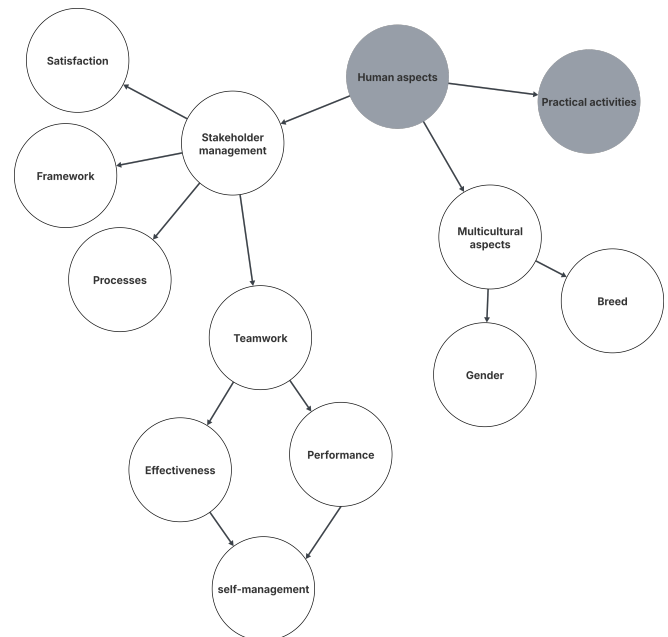 Satisfaction
Human aspects
Practical activities
Stakeholder
management
Framework
Multicultural
aspects
Processes
Breed
Teamwork
Gender
Effectiveness
Performance
self-management